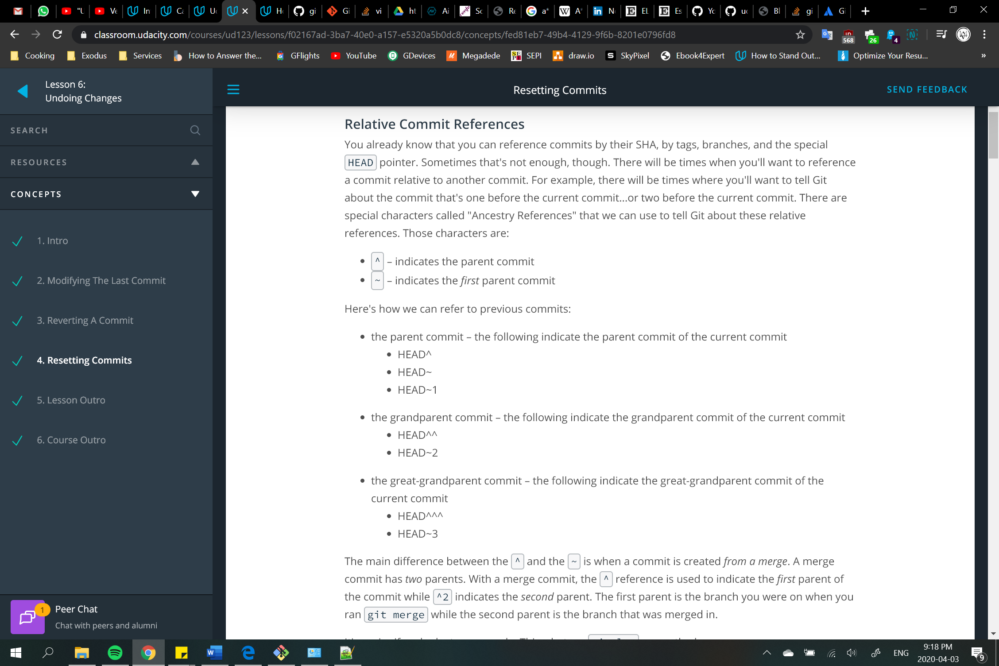 "U
Ve
In
Ca
U
H
gi
Gi
vi
ht
Ai
Sc
Re
a*
A
N
EL
Es
Yc
Bl
gi
G
classroom.udacity.com/courses/ud123/lessons/f02167ad-3ba7-40e0-a157-e5320a5b0dc8/concepts/fed81eb7-49b4-4129-9f6b-8201e0796fd8
568
26
4
Cooking
Exodus
Services
How to Answer the...
GFlights
YouTube
GDevices
Megadede
SEPI
draw.io
SkyPixel
Ebook4Expert
How to Stand Out...
Optimize Your Resu...
»
Lesson 6:
Undoing Changes
Resetting Commits
SEND FEEDBACK
SEARCH
RESOURCES
CONCEPTS
1. Intro
2. Modifying The Last Commit
3. Reverting A Commit
4. Resetting Commits
5. Lesson Outro
6. Course Outro
1
Peer Chat
Chat with peers and alumni
Relative Commit References
You already know that you can reference commits by their SHA, by tags, branches, and the special
HEAD pointer. Sometimes that's not enough, though. There will be times when you'll want to reference
a commit relative to another commit. For example, there will be times where you'll want to tell Git
about the commit that's one before the current commit...or two before the current commit. There are
special characters called "Ancestry References" that we can use to tell Git about these relative
references. Those characters are:
• ^ – indicates the parent commit
• ~ – indicates the first parent commit
Here's how we can refer to previous commits:
• the parent commit – the following indicate the parent commit of the current commit
• HEAD^
• HEAD~
• HEAD~1
• the grandparent commit – the following indicate the grandparent commit of the current commit
• HEAD^^
• HEAD~2
• the great-grandparent commit – the following indicate the great-grandparent commit of the
current commit
• HEAD^^^
• HEAD~3
The main difference between the ^ and the ~ is when a commit is created from a merge. A merge
commit has two parents. With a merge commit, the ^ reference is used to indicate the first parent of
the commit while ^2 indicates the second parent. The first parent is the branch you were on when you
ran git merge while the second parent is the branch that was merged in.
ENG
9:18 PM
2020-04-03
9